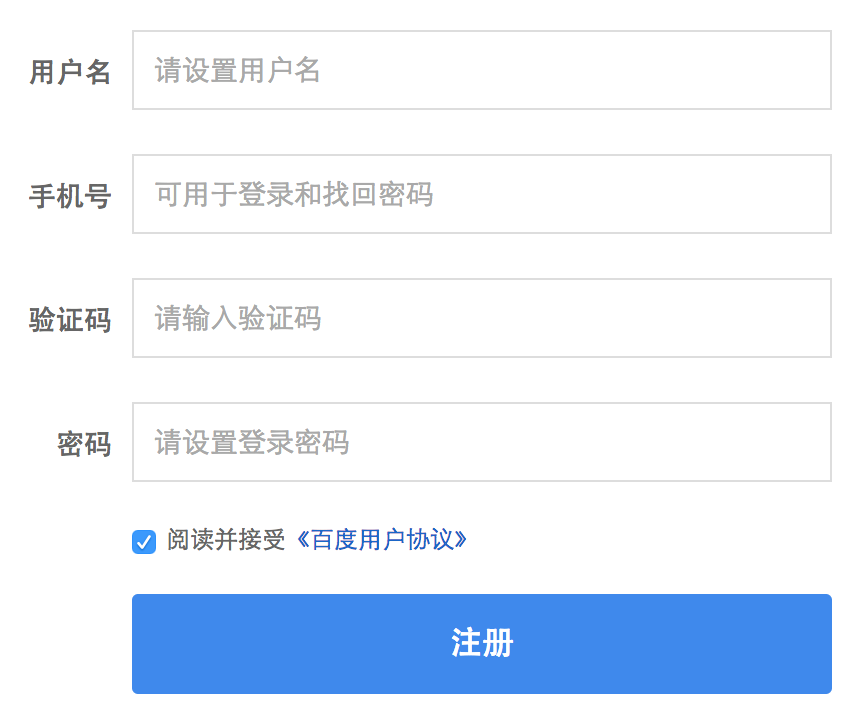 用户名 请设置用户名
手机号 可用于登录和找回密码
验证码 请输入验证码
密码 请设置登录密码
阅读并接受《百度用户协议》
注册